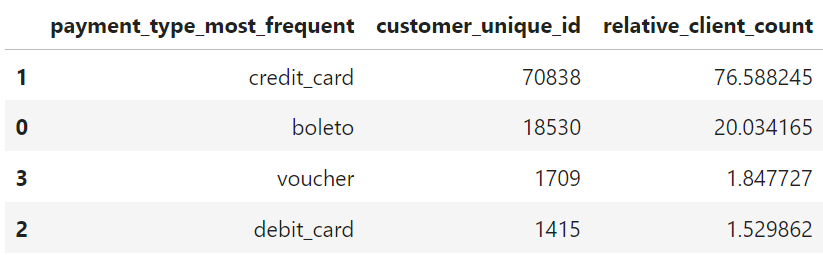 payment_type_most_frequent customer_unique_id relative_client_count
1 credit_card 70838 76.588245
0 boleto 18530 20.034165
3 voucher 1709 1.847727
2 debit_card 1415 1.529862